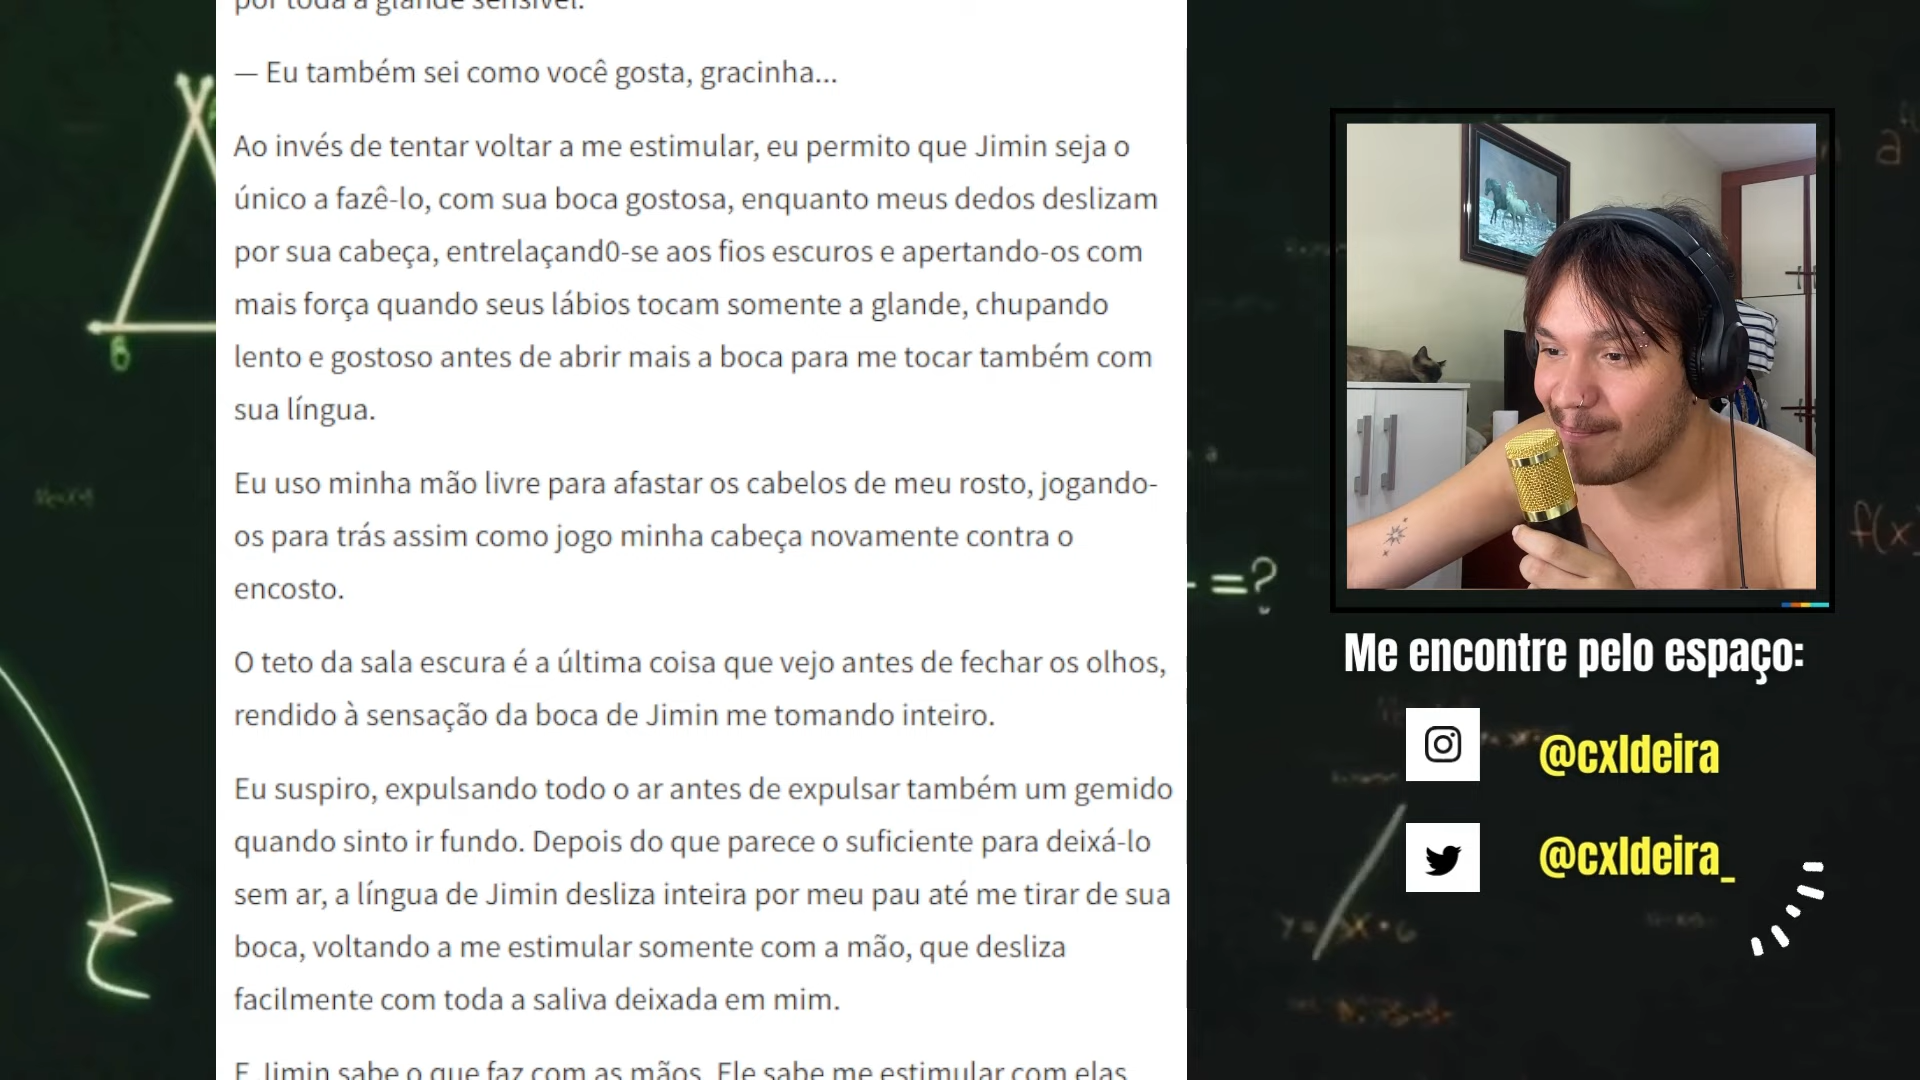 por toda a glande sensível.
— Eu também sei como você gosta, gracinha...
Ao invés de tentar voltar a me estimular, eu permito que Jimin seja o
único a fazê-lo, com sua boca gostosa, enquanto meus dedos deslizam
por sua cabeça, entrelaçand0-se aos fios escuros e apertando-os com
mais força quando seus lábios tocam somente a glande, chupando
lento e gostoso antes de abrir mais a boca para me tocar também com
sua língua.
Eu uso minha mão livre para afastar os cabelos de meu rosto, jogando-
os para trás assim como jogo minha cabeça novamente contra o
encosto.
O teto da sala escura é a última coisa que vejo antes de fechar os olhos,
rendido à sensação da boca de Jimin me tomando inteiro.
Eu suspiro, expulsando todo o ar antes de expulsar também um gemido
quando sinto ir fundo. Depois do que parece o suficiente para deixá-lo
sem ar, a língua de Jimin desliza inteira por meu pau até me tirar de sua
boca, voltando a me estimular somente com a mão, que desliza
facilmente com toda a saliva deixada em mim.
E Jimin sabe o que faz com as mãos. Ele sabe me estimular com elas
=?
f(x
Me encontre pelo espaço:
@cxldeira
@cxldeira_